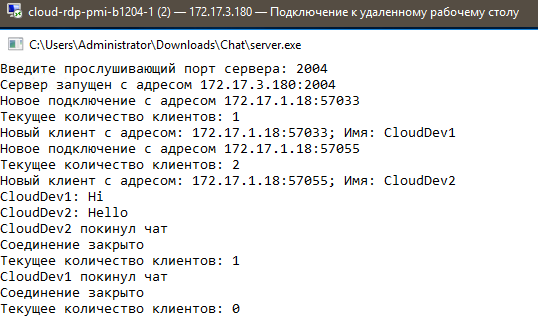 cloud-rdp-pmi-b1204-1 (2) — 172.17.3.180 — Подключение к удаленному рабочему столу
C:\Users\Administrator\Downloads\Chat\server.exe
Введите прослушивающий порт сервера: 2004
Сервер запущен с адресом 172.17.3.180:2004
Новое подключение с адресом 172.17.1.18:57033
Текущее количество клиентов: 1
Новый клиент с адресом: 172.17.1.18:57033; Имя: CloudDev1
Новое подключение с адресом 172.17.1.18:57055
Текущее количество клиентов: 2
Новый клиент с адресом: 172.17.1.18:57055; Имя: CloudDev2
CloudDev1: Hi
CloudDev2: Hello
CloudDev2 покинул чат
Соединение закрыто
Текущее количество клиентов: 1
CloudDev1 покинул чат
Соединение закрыто
Текущее количество клиентов: 0